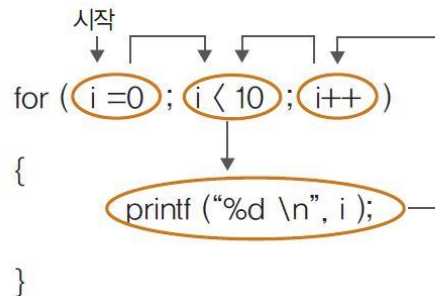 시작
for ( i =0 ; i < 10 ; i++ )
{
printf (“%d \n”, i );
}